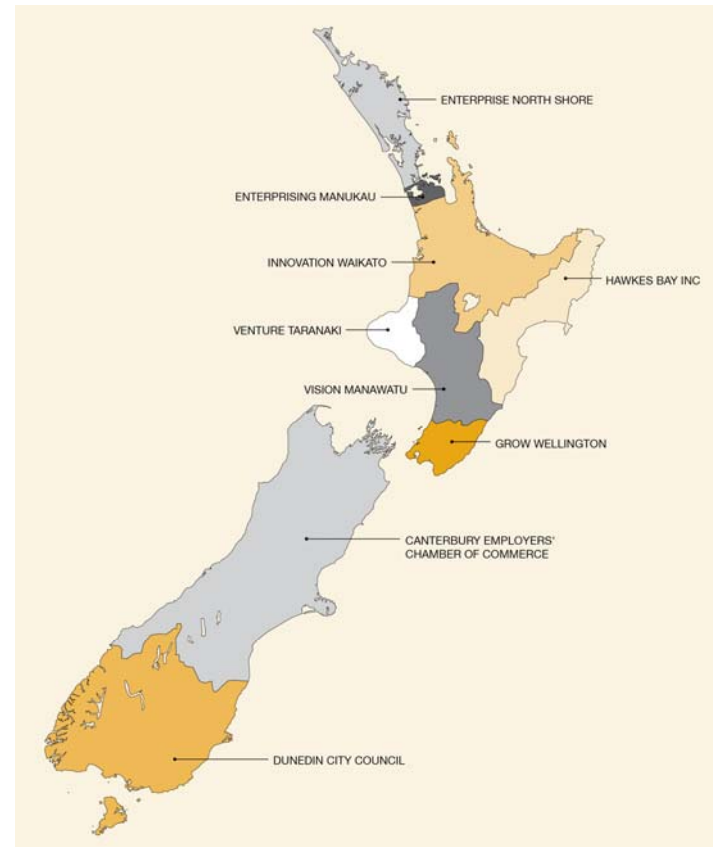 ENTERPRISE NORTH SHORE
ENTERPRISING MANUKAU
INNOVATION WAIKATO
HAWKES BAY INC
VENTURE TARANAKI
VISION MANAWATU
GROW WELLINGTON
CANTERBURY EMPLOYERS'
CHAMBER OF COMMERCE
DUNEDIN CITY COUNCIL